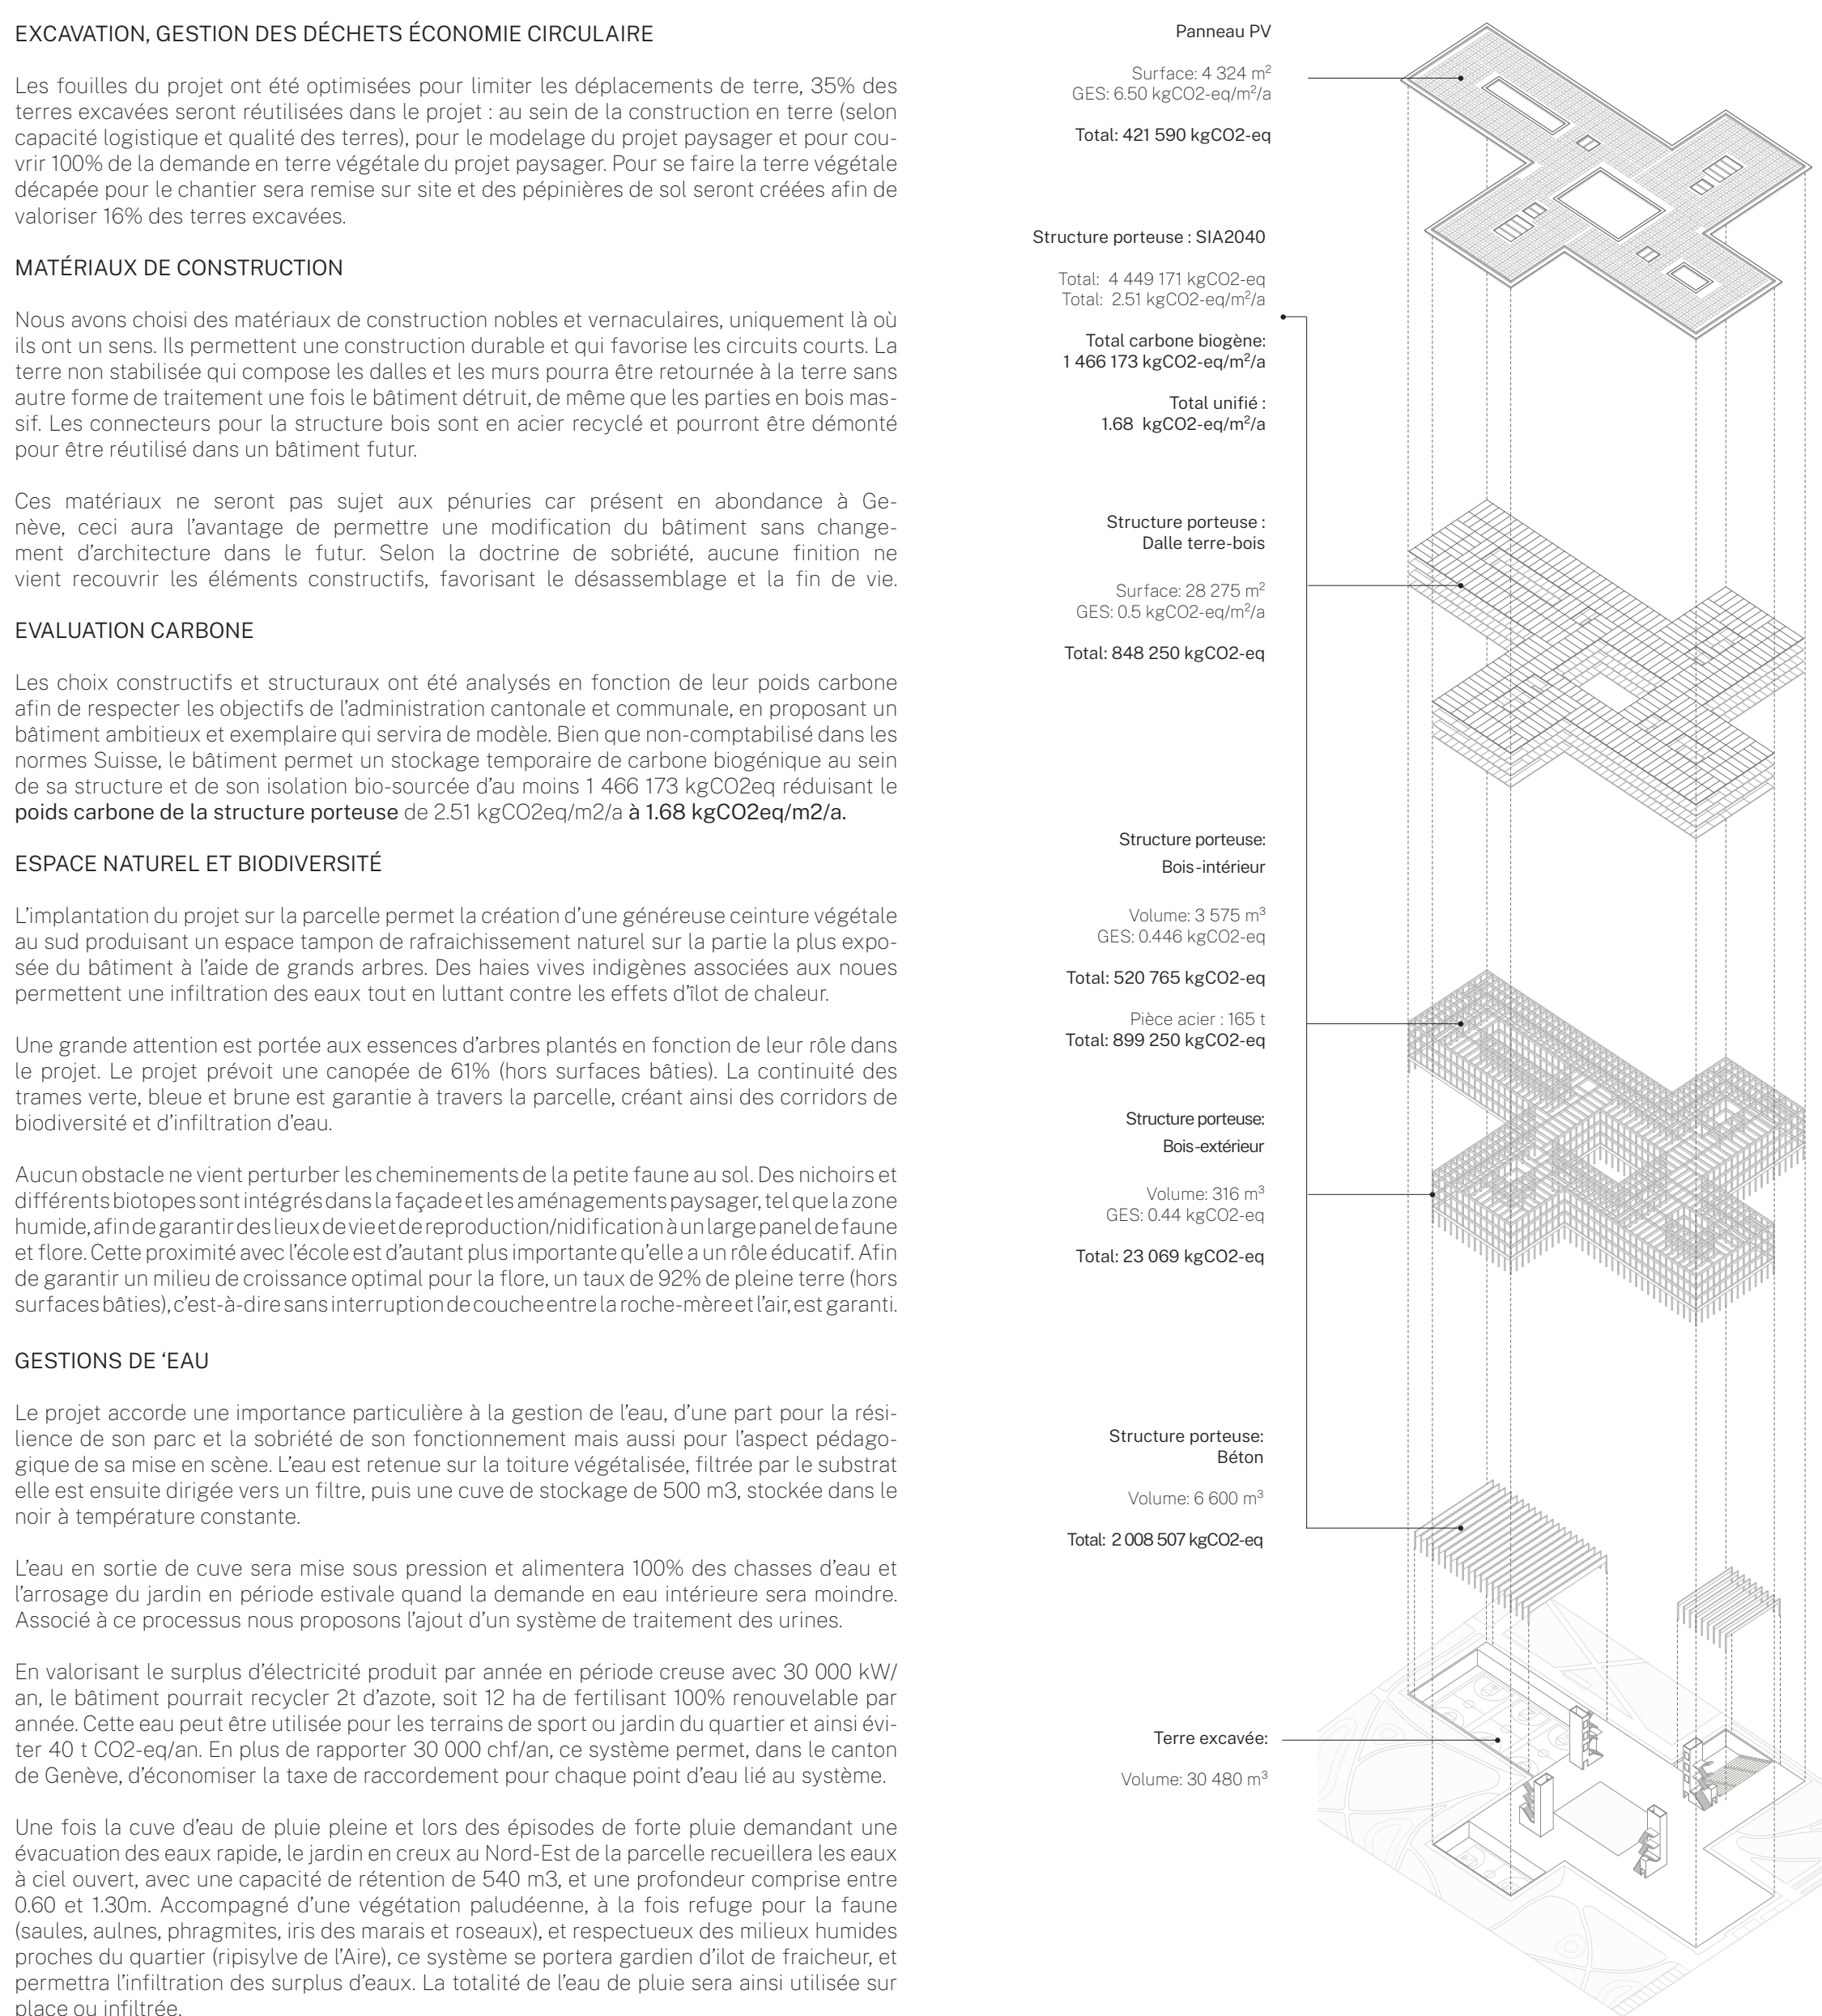 EXCAVATION, GESTION DES DÉCHETS ÉCONOMIE CIRCULAIRE
Les fouilles du projet ont été optimisées pour limiter les déplacements de terre, 35% des
terres excavées seront réutilisées dans le projet : au sein de la construction en terre (selon
capacité logistique et qualité des terres), pour le modelage du projet paysager et pour cou-
vrir 100% de la demande en terre végétale du projet paysager. Pour se faire la terre végétale
décapée pour le chantier sera remise sur site et des pépinières de sol seront créées afin de
valoriser 16% des terres excavées.
MATÉRIAUX DE CONSTRUCTION
Nous avons choisi des matériaux de construction nobles et vernaculaires, uniquement là où
ils ont un sens. Ils permettent une construction durable et qui favorise les circuits courts. La
terre non stabilisée qui compose les dalles et les murs pourra être retournée à la terre sans
autre forme de traitement une fois le bâtiment détruit, de même que les parties en bois mas-
sif. Les connecteurs pour la structure bois sont en acier recyclé et pourront être démonté
pour être réutilisé dans un bâtiment futur.
Ces matériaux ne seront pas sujet aux pénuries car présent en abondance à Ge-
nève, ceci aura l'avantage de permettre une modification du bâtiment sans change-
ment d'architecture dans le futur. Selon la doctrine de sobriété, aucune finition ne
vient recouvrir les éléments constructifs, favorisant le désassemblage et la fin de vie.
EVALUATION CARBONE
Les choix constructifs et structuraux ont été analysés en fonction de leur poids carbone
afin de respecter les objectifs de l'administration cantonale et communale, en proposant un
bâtiment ambitieux et exemplaire qui servira de modèle. Bien que non-comptabilisé dans les
normes Suisse, le bâtiment permet un stockage temporaire de carbone biogénique au sein
de sa structure et de son isolation bio-sourcée d'au moins 1 466 173 kgCO2eq réduisant le
poids carbone de la structure porteuse de 2.51 kgCO2eq/m2/a à 1.68 kgCO2eq/m2/a.
ESPACE NATUREL ET BIODIVERSITÉ
L'implantation du projet sur la parcelle permet la création d'une généreuse ceinture végétale
au sud produisant un espace tampon de rafraichissement naturel sur la partie la plus expo-
sée du bâtiment à l'aide de grands arbres. Des haies vives indigènes associées aux noues
permettent une infiltration des eaux tout en luttant contre les effets d'îlot de chaleur.
Une grande attention est portée aux essences d'arbres plantés en fonction de leur rôle dans
le projet. Le projet prévoit une canopée de 61% (hors surfaces bâties). La continuité des
trames verte, bleue et brune est garantie à travers la parcelle, créant ainsi des corridors de
biodiversité et d'infiltration d'eau.
Aucun obstacle ne vient perturber les cheminements de la petite faune au sol. Des nichoirs et
différents biotopes sont intégrés dans la façade et les aménagements paysager, tel que la zone
humide, afin de garantir des lieux de vie et de reproduction/nidification à un large panel de faune
et flore. Cette proximité avec l'école est d'autant plus importante qu'elle a un rôle éducatif. Afin
de garantir un milieu de croissance optimal pour la flore, un taux de 92% de pleine terre (hors
surfaces bâties), c'est-à-dire sans interruption de couche entre la roche-mère et l'air, est garanti.
GESTIONS DE 'EAU
Le projet accorde une importance particulière à la gestion de l'eau, d'une part pour la rési-
lience de son parc et la sobriété de son fonctionnement mais aussi pour l'aspect pédago-
gique de sa mise en scène. L'eau est retenue sur la toiture végétalisée, filtrée par le substrat
elle est ensuite dirigée vers un filtre, puis une cuve de stockage de 500 m3, stockée dans le
noir à température constante.
L'eau en sortie de cuve sera mise sous pression et alimentera 100% des chasses d'eau et
l'arrosage du jardin en période estivale quand la demande en eau intérieure sera moindre.
Associé à ce processus nous proposons l'ajout d'un système de traitement des urines.
En valorisant le surplus d'électricité produit par année en période creuse avec 30 000 kW/
an, le bâtiment pourrait recycler 2t d'azote, soit 12 ha de fertilisant 100% renouvelable par
année. Cette eau peut être utilisée pour les terrains de sport ou jardin du quartier et ainsi évi-
ter 40 t CO2-eq/an. En plus de rapporter 30 000 chf/an, ce système permet, dans le canton
de Genève, d'économiser la taxe de raccordement pour chaque point d'eau lié au système.
Une fois la cuve d'eau de pluie pleine et lors des épisodes de forte pluie demandant une
évacuation des eaux rapide, le jardin en creux au Nord-Est de la parcelle recueillera les eaux
à ciel ouvert, avec une capacité de rétention de 540 m3, et une profondeur comprise entre
0.60 et 1.30m. Accompagné d'une végétation paludéenne, à la fois refuge pour la faune
(saules, aulnes, phragmites, iris des marais et roseaux), et respectueux des milieux humides
proches du quartier (ripisylve de l'Aire), ce système se portera gardien d'ilot de fraicheur, et
permettra l'infiltration des surplus d'eaux. La totalité de l'eau de pluie sera ainsi utilisée sur
place ou infiltrée.
Panneau PV
Surface: 4 324 m²
GES: 6.50 kgCO2-eq/m²/a
Total: 421 590 kgCO2-eq
Structure porteuse : SIA2040
Total: 4 449 171 kgCO2-eq
Total: 2.51 kgCO2-eq/m²/a
Total carbone biogène:
1 466 173 kgCO2-eq/m²/a
Total unifié :
1.68 kgCO2-eq/m²/a
Structure porteuse :
Dalle terre-bois
Surface: 28 275 m²
GES: 0.5 kgCO2-eq/m²/a
Total: 848 250 kgCO2-eq
Structure porteuse:
Bois-intérieur
Volume: 3 575 m³
GES: 0.446 kgCO2-eq
Total: 520 765 kgCO2-eq
Pièce acier : 165 t
Total: 899 250 kgCO2-eq
Structure porteuse:
Bois-extérieur
Volume: 316 m³
GES: 0.44 kgCO2-eq
Total: 23 069 kgCO2-eq
Structure porteuse:
Béton
Volume: 6 600 m³
Total: 2 008 507 kgCO2-eq
Terre excavée:
Volume: 30 480 m³